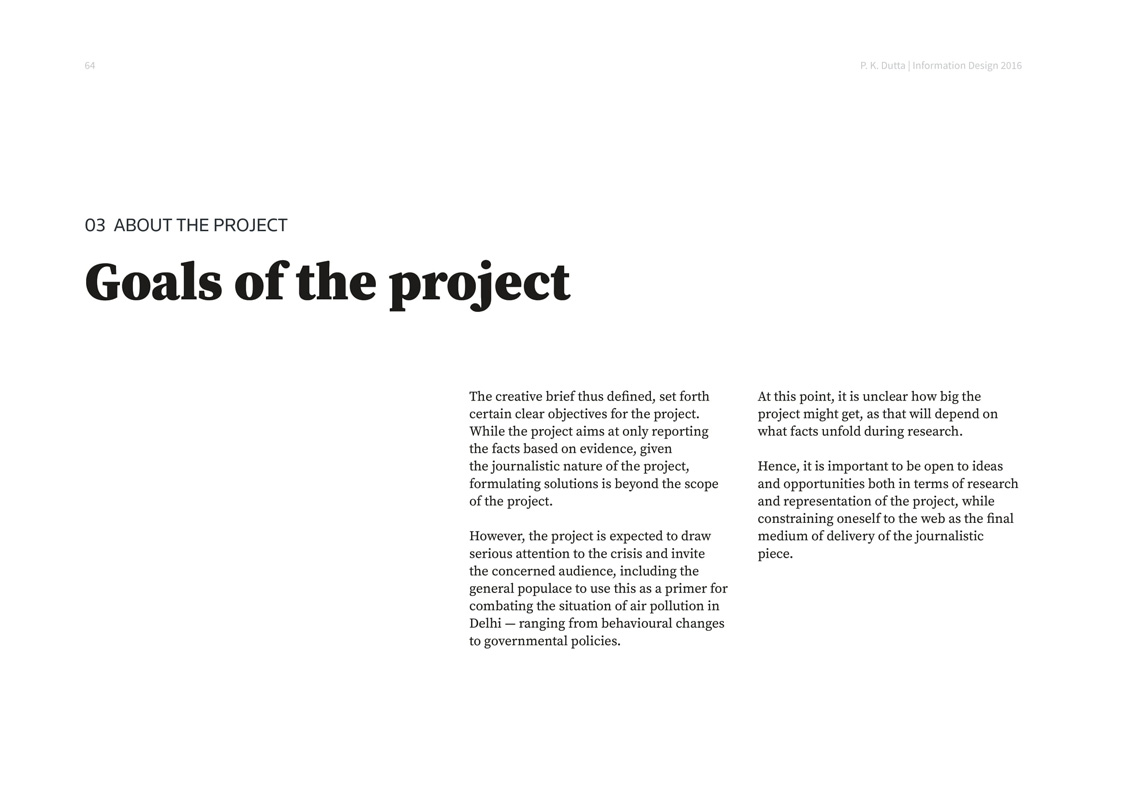 64
P. K. Dutta | Information Design 2016
03 ABOUT THE PROJECT
Goals of the project
The creative brief thus defined, set forth
certain clear objectives for the project.
While the project aims at only reporting
the facts based on evidence, given
the journalistic nature of the project,
formulating solutions is beyond the scope
of the project.
However, the project is expected to draw
serious attention to the crisis and invite
the concerned audience, including the
general populace to use this as a primer for
combating the situation of air pollution in
Delhi — ranging from behavioural changes
to governmental policies.
At this point, it is unclear how big the
project might get, as that will depend on
what facts unfold during research.
Hence, it is important to be open to ideas
and opportunities both in terms of research
and representation of the project, while
constraining oneself to the web as the final
medium of delivery of the journalistic
piece.